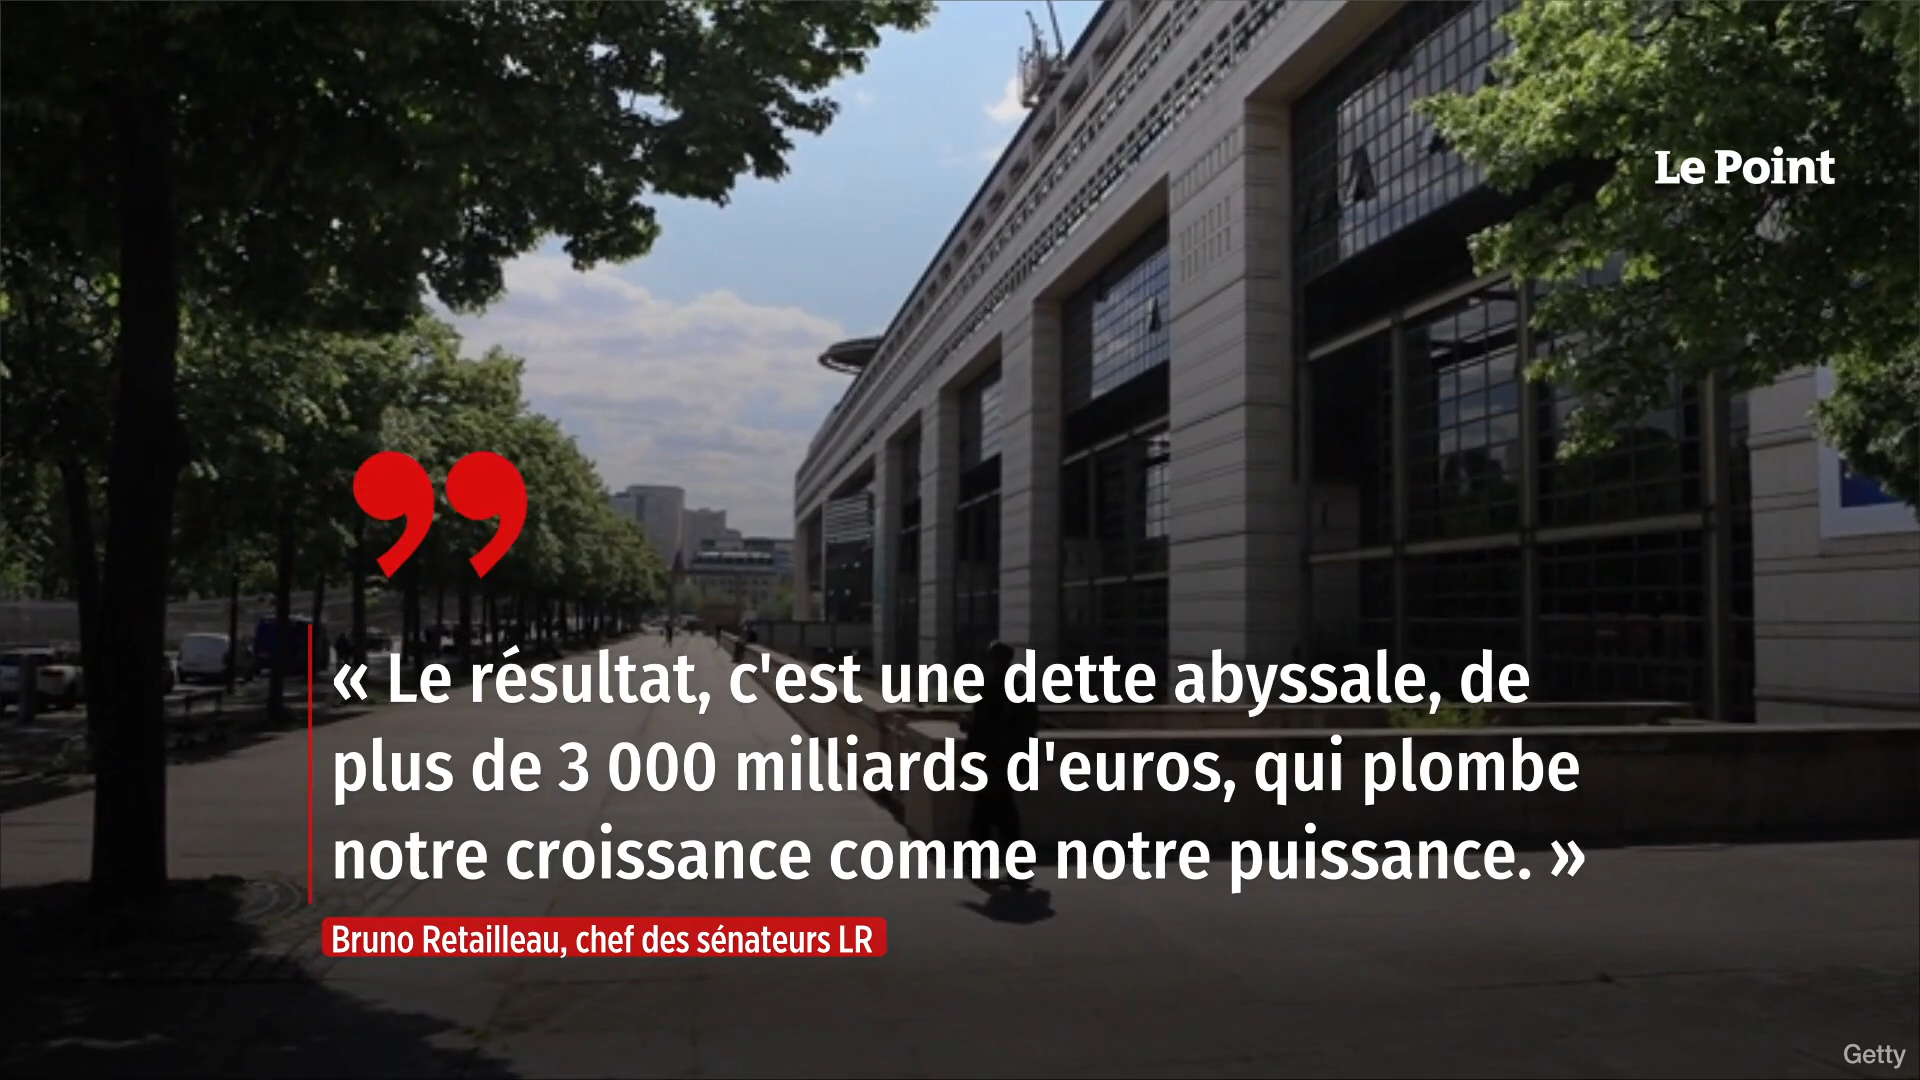 Le Point
« Le résultat, c'est une dette abyssale, de
plus de 3 000 milliards d'euros, qui plombe
notre croissance comme notre puissance. »
Bruno Retailleau, chef des sénateurs LR
Getty